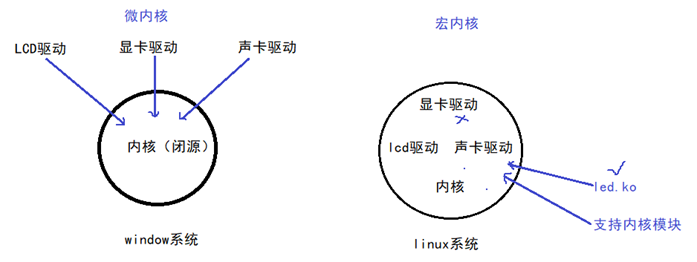 微内核
LCD驱动 显卡驱动 声卡驱动
内核（闭源）
window系统
宏内核
显卡驱动
lcd驱动 声卡驱动
内核
led.ko
支持内核模块
linux系统